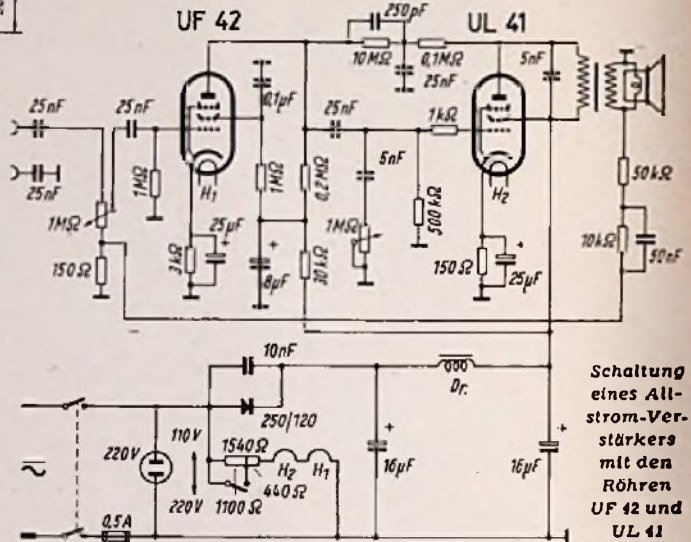 UF 42
UL 41
250 pF
10MΩ
0,1MΩ
25nF
5nF
25nF
25nF
0,1µF
25nF
1kΩ
25nF
1MΩ
H₁
1MΩ
0,2MΩ
5nF
1MΩ
500kΩ
H₂
50kΩ
1MΩ
150Ω
3kΩ
25µF
+
8µF
+
30kΩ
150Ω
25µF
+
10kΩ
50nF
10nF
250/120
Dr.
220V
110V
220V
1540Ω
440Ω
1100Ω
H₂
H₁
+
16µF
+
16µF
0,5A
Schaltung
eines All-
strom-Ver-
stärkers
mit den
Röhren
UF 42 und
UL 41